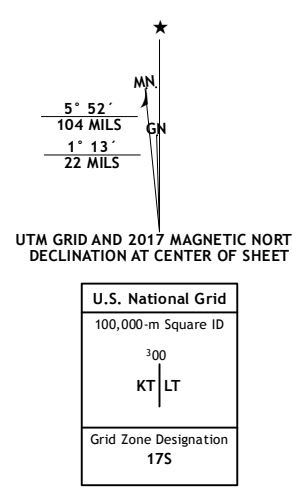 ★
MN
5° 52´
104 MILS
GN
1° 13´
22 MILS
UTM GRID AND 2017 MAGNETIC NORT
DECLINATION AT CENTER OF SHEET
U.S. National Grid
100,000-m Square ID
³00
KT LT
Grid Zone Designation
17S